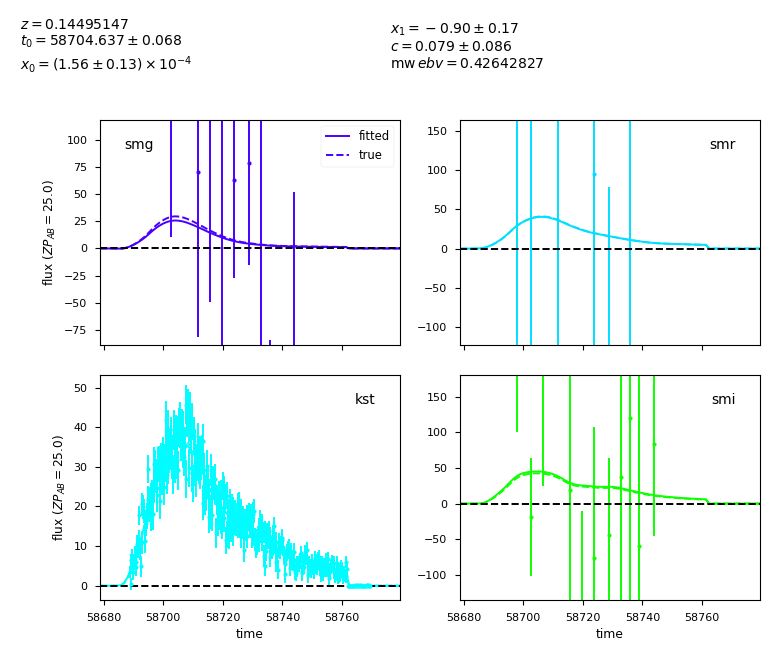 z = 0.14495147
t₀ = 58704.637 ± 0.068
x₀ = (1.56 ± 0.13) × 10⁻⁴
x₁ = −0.90 ± 0.17
c = 0.079 ± 0.086
mw ebv = 0.42642827
smg
fitted
true
100
75
50
25
0
−25
−50
−75
flux (ZP_AB = 25.0)
smr
150
100
50
0
−50
−100
kst
50
40
30
20
10
0
flux (ZP_AB = 25.0)
58680 58700 58720 58740 58760
time
smi
150
100
50
0
−50
−100
58680 58700 58720 58740 58760
time